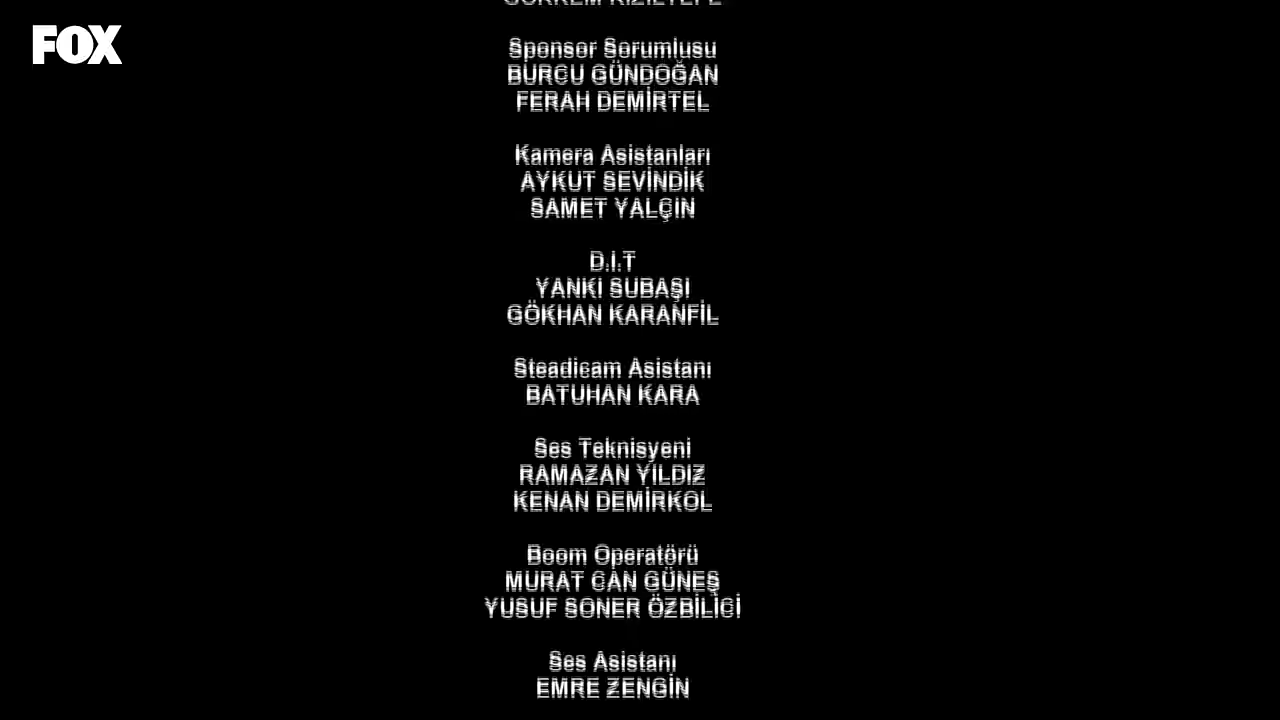 FOX
Sponsor Sorumlusu
BURCU GÜNDOĞAN
FERAH DEMİRTEL
Kamera Asistanları
AYKUT SEVİNDİK
SAMET YALÇIN
D.I.T
YANKI SUBAŞI
GÖKHAN KARANFİL
Steadicam Asistanı
BATUHAN KARA
Ses Teknisyeni
RAMAZAN YILDIZ
KENAN DEMİRKOL
Boom Operatörü
MURAT CAN GÜNEŞ
YUSUF SONER ÖZBİLİCİ
Ses Asistanı
EMRE ZENGİN